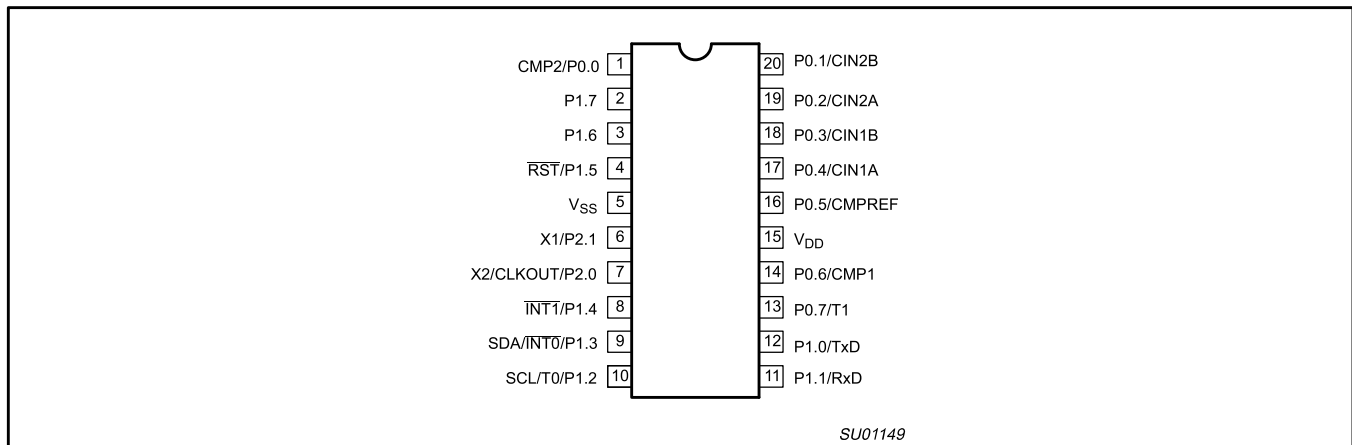 CMP2/P0.0 1 20 P0.1/CIN2B
P1.7 2 19 P0.2/CIN2A
P1.6 3 18 P0.3/CIN1B
R̅S̅T̅/P1.5 4 17 P0.4/CIN1A
VSS 5 16 P0.5/CMPREF
X1/P2.1 6 15 VDD
X2/CLKOUT/P2.0 7 14 P0.6/CMP1
I̅N̅T̅1̅/P1.4 8 13 P0.7/T1
SDA/I̅N̅T̅0̅/P1.3 9 12 P1.0/TxD
SCL/T0/P1.2 10 11 P1.1/RxD
SU01149